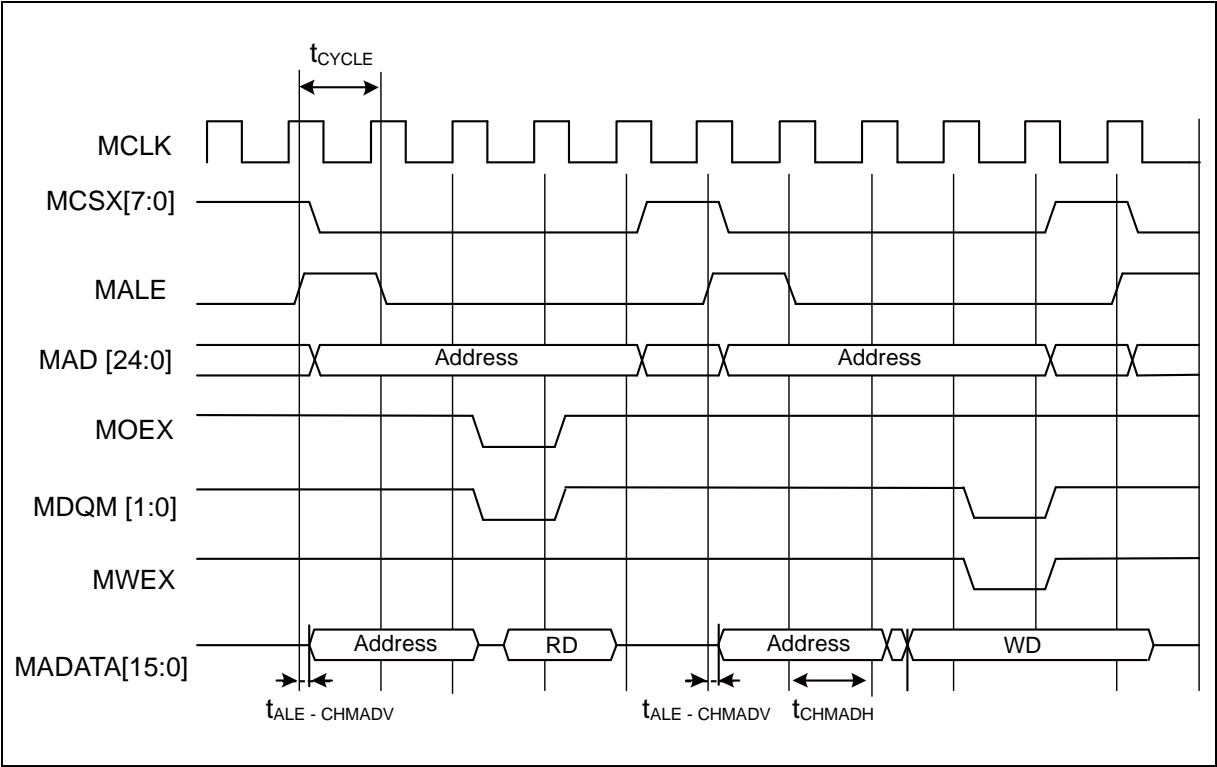 tCYCLE
MCLK
MCSX[7:0]
MALE
MAD [24:0] Address Address
MOEX
MDQM [1:0]
MWEX
MADATA[15:0] Address RD Address WD
tALE - CHMADV tALE - CHMADV tCHMADH